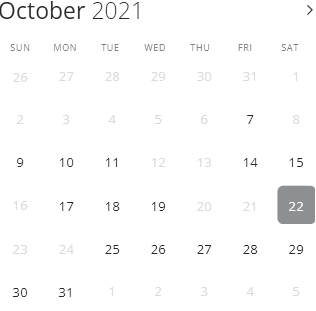 October 2021
SUN MON TUE WED THU FRI SAT
26 27 28 29 30 31 1
2 3 4 5 6 7 8
9 10 11 12 13 14 15
16 17 18 19 20 21 22
23 24 25 26 27 28 29
30 31 1 2 3 4 5